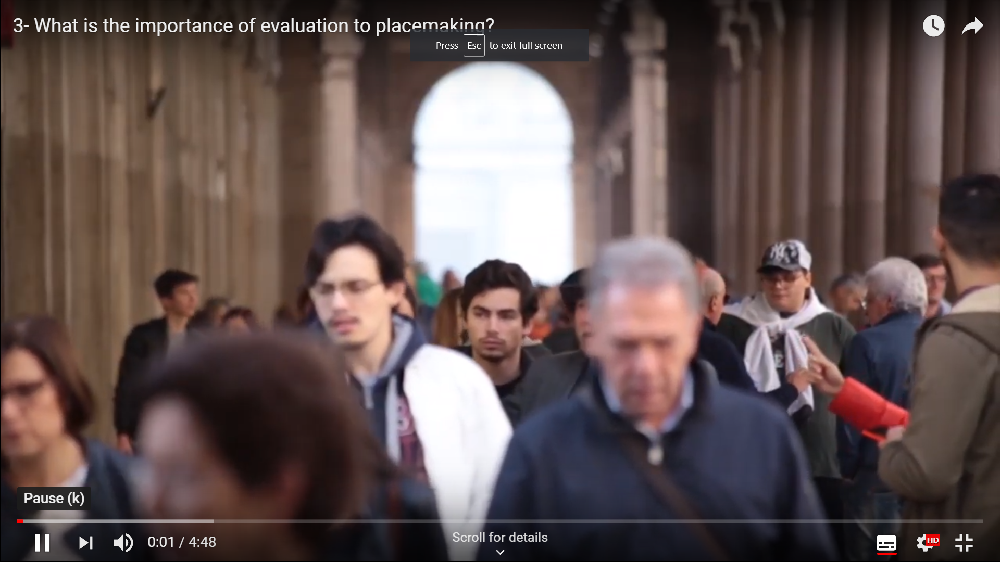 3- What is the importance of evaluation to placemaking?
Press Esc to exit full screen
NY
Pause (k)
0:01 / 4:48
Scroll for details
HD